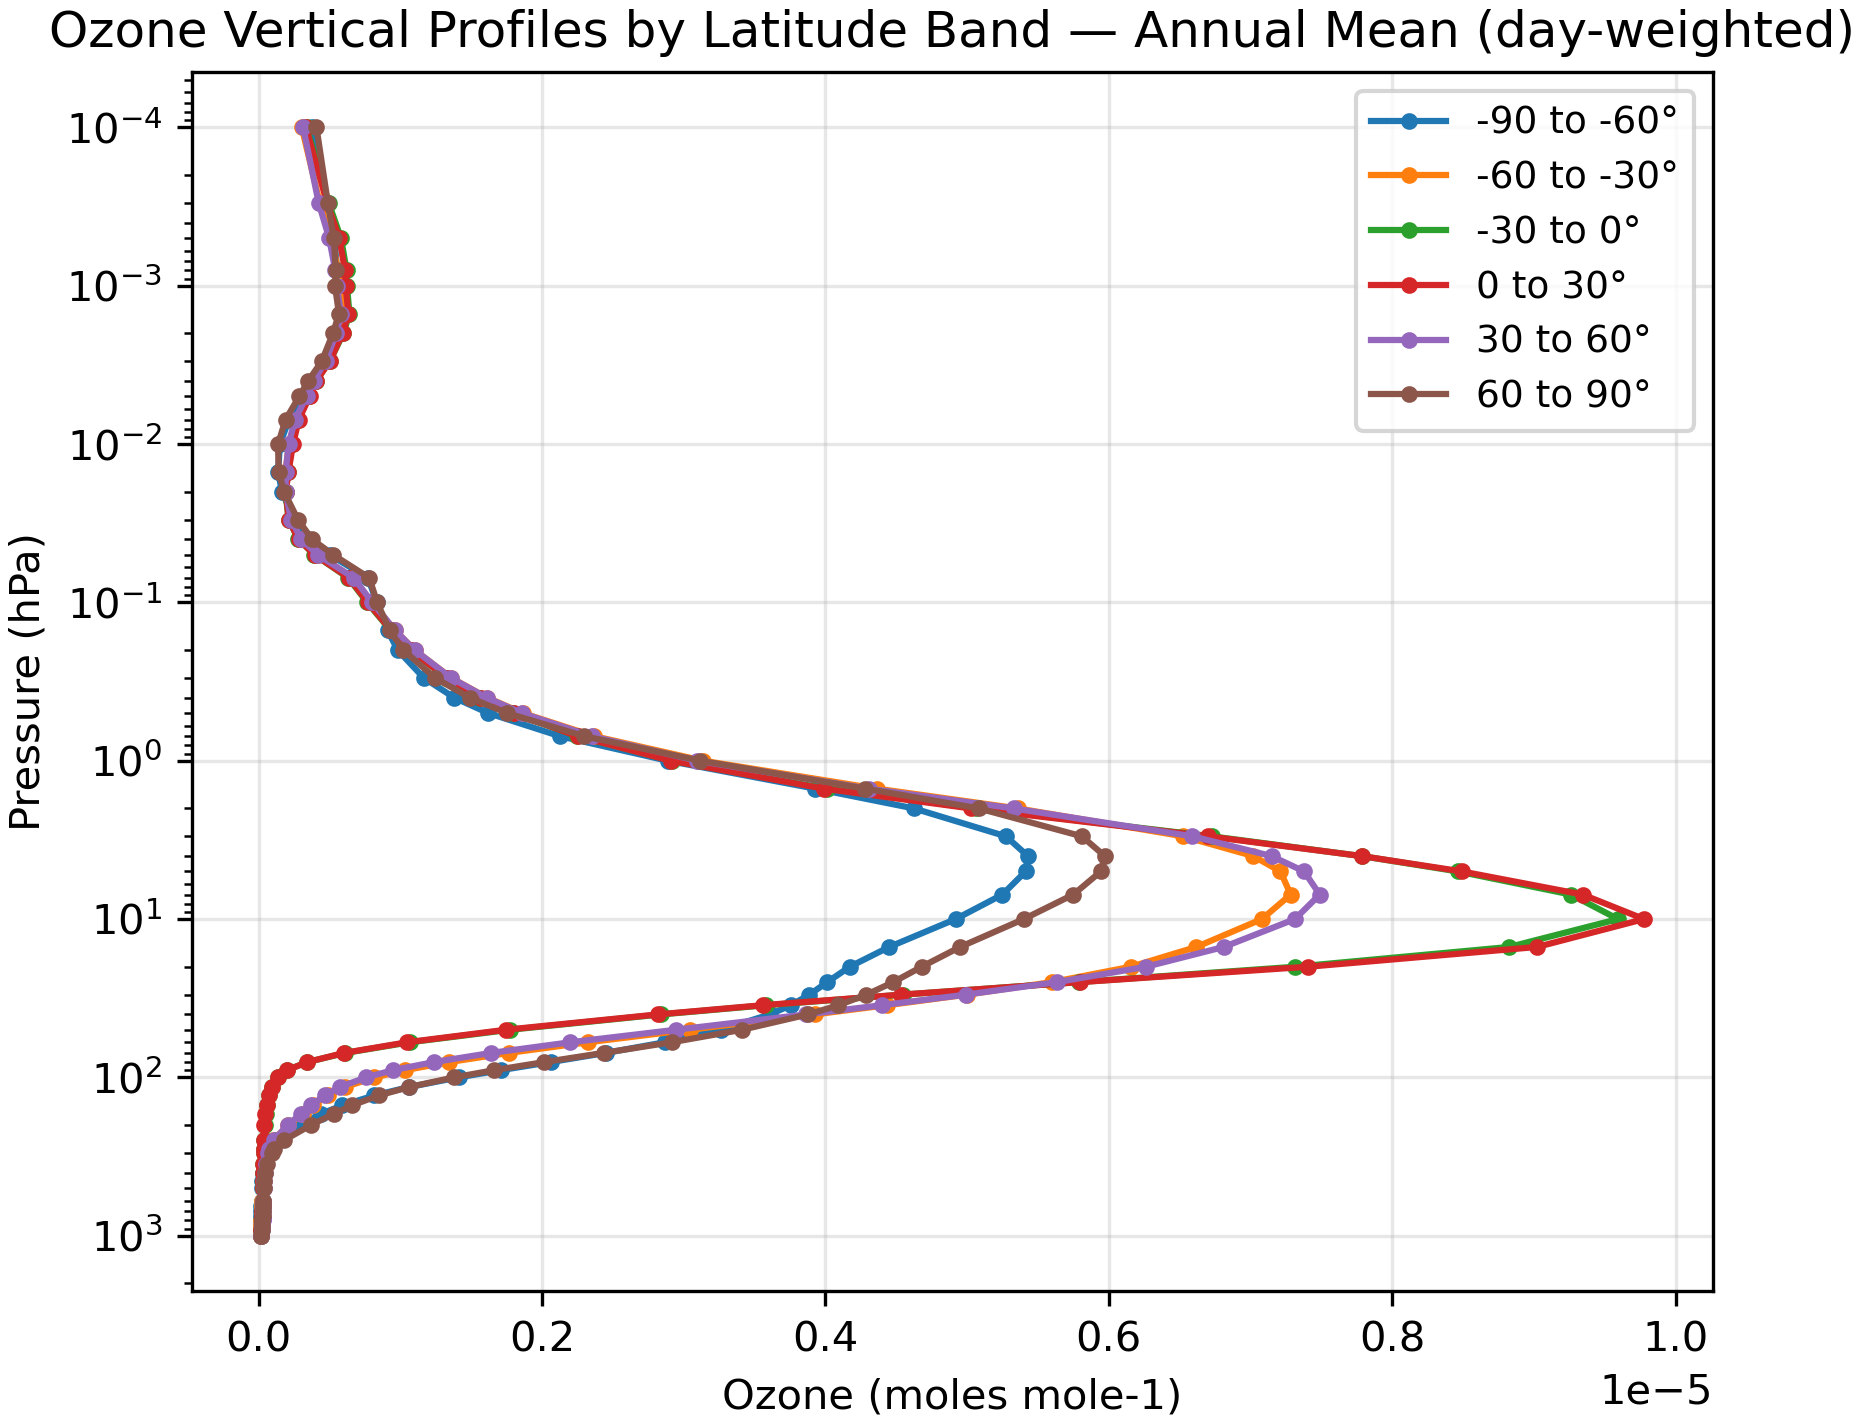 Ozone Vertical Profiles by Latitude Band — Annual Mean (day-weighted)
-90 to -60°
-60 to -30°
-30 to 0°
0 to 30°
30 to 60°
60 to 90°
Pressure (hPa)
10⁻⁴
10⁻³
10⁻²
10⁻¹
10⁰
10¹
10²
10³
0.0 0.2 0.4 0.6 0.8 1.0
Ozone (moles mole-1)
1e−5